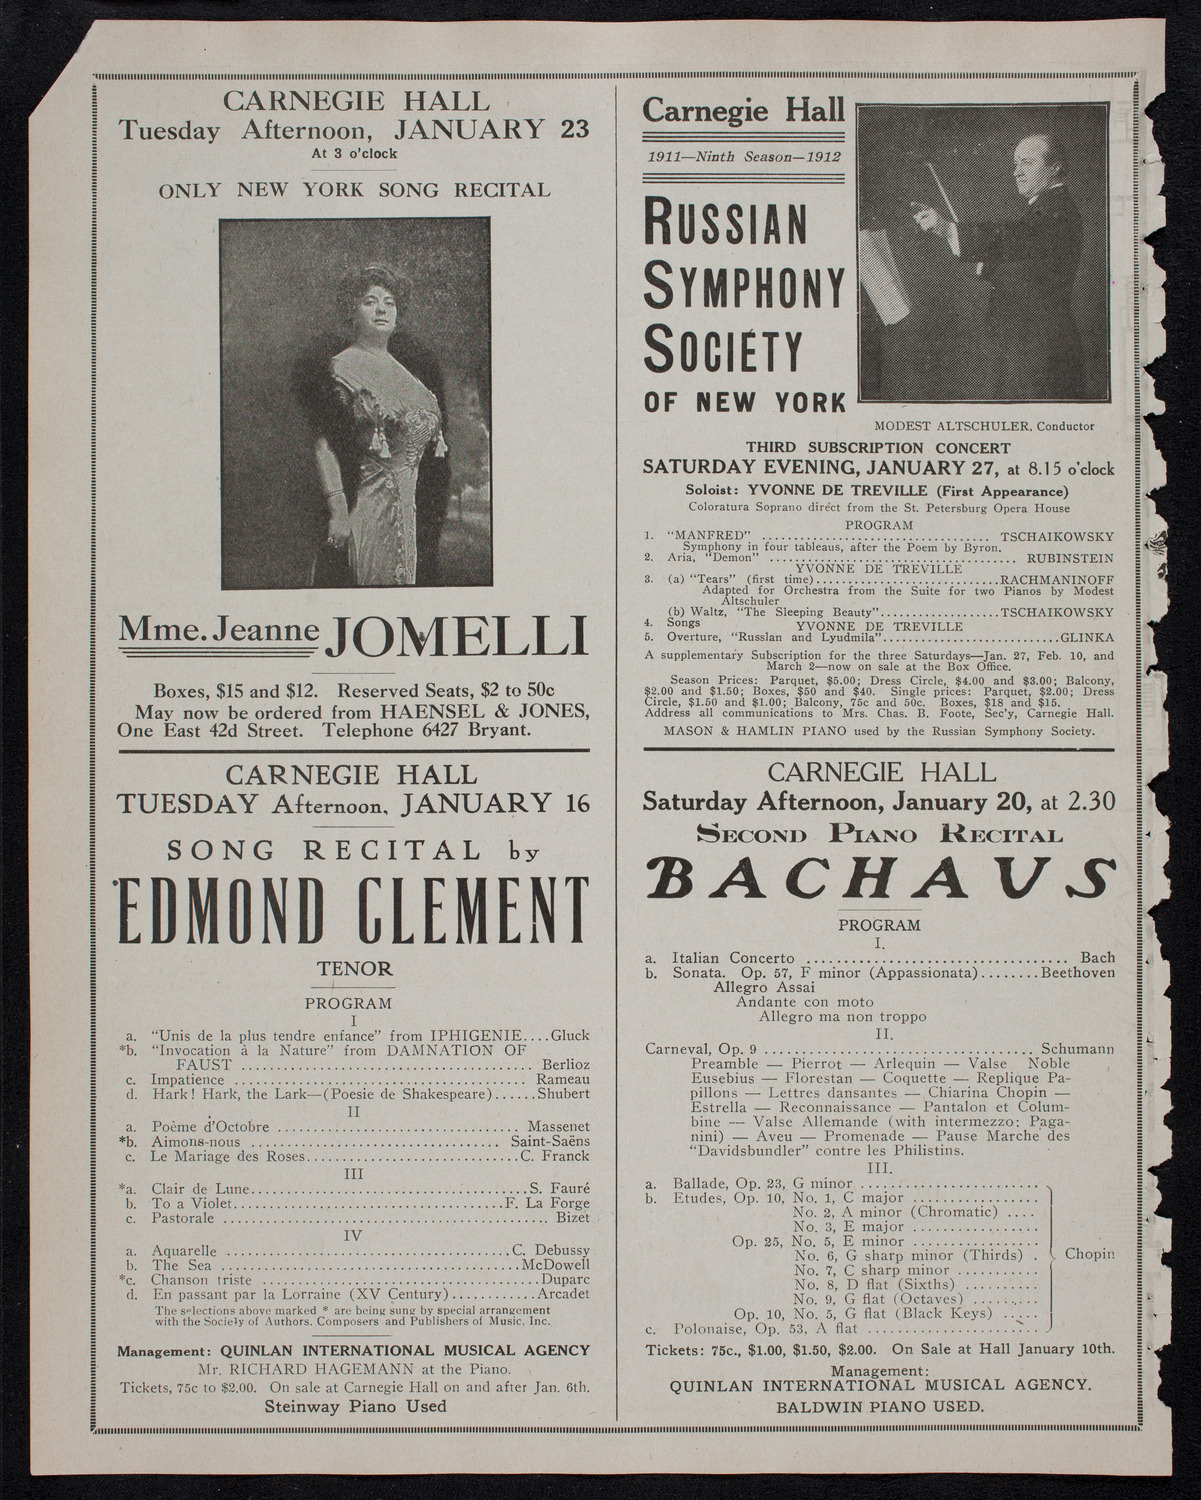 CARNEGIE HALL
Tuesday Afternoon, JANUARY 23
At 3 o'clock
ONLY NEW YORK SONG RECITAL
Mme. Jeanne JOMELLI
Boxes, $15 and $12. Reserved Seats, $2 to 50c
May now be ordered from HAENSEL & JONES,
One East 42d Street. Telephone 6427 Bryant.
CARNEGIE HALL
TUESDAY Afternoon, JANUARY 16
SONG RECITAL by
EDMOND CLEMENT
TENOR
PROGRAM
I
a. "Unis de la plus tendre enfance" from IPHIGENIE....Gluck
*b. "Invocation à la Nature" from DAMNATION OF
FAUST .................................. Berlioz
c. Impatience .................................. Rameau
d. Hark! Hark, the Lark—(Poesie de Shakespeare)......Shubert
II
a. Poème d'Octobre .............................. Massenet
*b. Aimons-nous .............................. Saint-Saëns
c. Le Mariage des Roses..........................C. Franck
III
*a. Clair de Lune..................................S. Fauré
b. To a Violet.................................F. La Forge
c. Pastorale ....................................... Bizet
IV
a. Aquarelle ..................................C. Debussy
b. The Sea ....................................McDowell
*c. Chanson triste ..................................Duparc
d. En passant par la Lorraine (XV Century)...........Arcadet
The selections above marked * are being sung by special arrangement
with the Society of Authors, Composers and Publishers of Music, Inc.
Management: QUINLAN INTERNATIONAL MUSICAL AGENCY
Mr. RICHARD HAGEMANN at the Piano.
Tickets, 75c to $2.00. On sale at Carnegie Hall on and after Jan. 6th.
Steinway Piano Used
Carnegie Hall
1911—Ninth Season—1912
RUSSIAN
SYMPHONY
SOCIETY
OF NEW YORK
MODEST ALTSCHULER, Conductor
THIRD SUBSCRIPTION CONCERT
SATURDAY EVENING, JANUARY 27, at 8.15 o'clock
Soloist: YVONNE DE TREVILLE (First Appearance)
Coloratura Soprano direct from the St. Petersburg Opera House
PROGRAM
1. "MANFRED" ................................. TSCHAIKOWSKY
Symphony in four tableaus, after the Poem by Byron.
2. Aria, "Demon" .................................... RUBINSTEIN
YVONNE DE TREVILLE
3. (a) "Tears" (first time)............................RACHMANINOFF
Adapted for Orchestra from the Suite for two Pianos by Modest
Altschuler
(b) Waltz, "The Sleeping Beauty"..................TSCHAIKOWSKY
4. Songs YVONNE DE TREVILLE
5. Overture, "Russlan and Lyudmila"...........................GLINKA
A supplementary Subscription for the three Saturdays—Jan. 27, Feb. 10, and
March 2—now on sale at the Box Office.
Season Prices: Parquet, $5.00; Dress Circle, $4.00 and $3.00; Balcony,
$2.00 and $1.50; Boxes, $50 and $40. Single prices: Parquet, $2.00; Dress
Circle, $1.50 and $1.00; Balcony, 75c and 50c. Boxes, $18 and $15.
Address all communications to Mrs. Chas. B. Foote, Sec'y, Carnegie Hall.
MASON & HAMLIN PIANO used by the Russian Symphony Society.
CARNEGIE HALL
Saturday Afternoon, January 20, at 2.30
SECOND PIANO RECITAL
BACHAUS
PROGRAM
I.
a. Italian Concerto ................................ Bach
b. Sonata. Op. 57, F minor (Appassionata)........Beethoven
Allegro Assai
Andante con moto
Allegro ma non troppo
II.
Carneval, Op. 9 .................................. Schumann
Preamble — Pierrot — Arlequin — Valse Noble
Eusebius — Florestan — Coquette — Replique Pa-
pillons — Lettres dansantes — Chiarina Chopin —
Estrella — Reconnaissance — Pantalon et Colum-
bine — Valse Allemande (with intermezzo; Paga-
nini) — Aveu — Promenade — Pause Marche des
"Davidsbundler" contre les Philistins.
III.
a. Ballade, Op. 23, G minor ......................
b. Etudes, Op. 10, No. 1, C major ................
No. 2, A minor (Chromatic) ....
No. 3, E major ................
Op. 25, No. 5, E minor ................
No. 6, G sharp minor (Thirds) . Chopin
No. 7, C sharp minor ...........
No. 8, D flat (Sixths) ..........
No. 9, G flat (Octaves) .........
Op. 10, No. 5, G flat (Black Keys) .....
c. Polonaise, Op. 53, A flat .....................
Tickets: 75c., $1.00, $1.50, $2.00. On Sale at Hall January 10th.
Management:
QUINLAN INTERNATIONAL MUSICAL AGENCY.
BALDWIN PIANO USED.